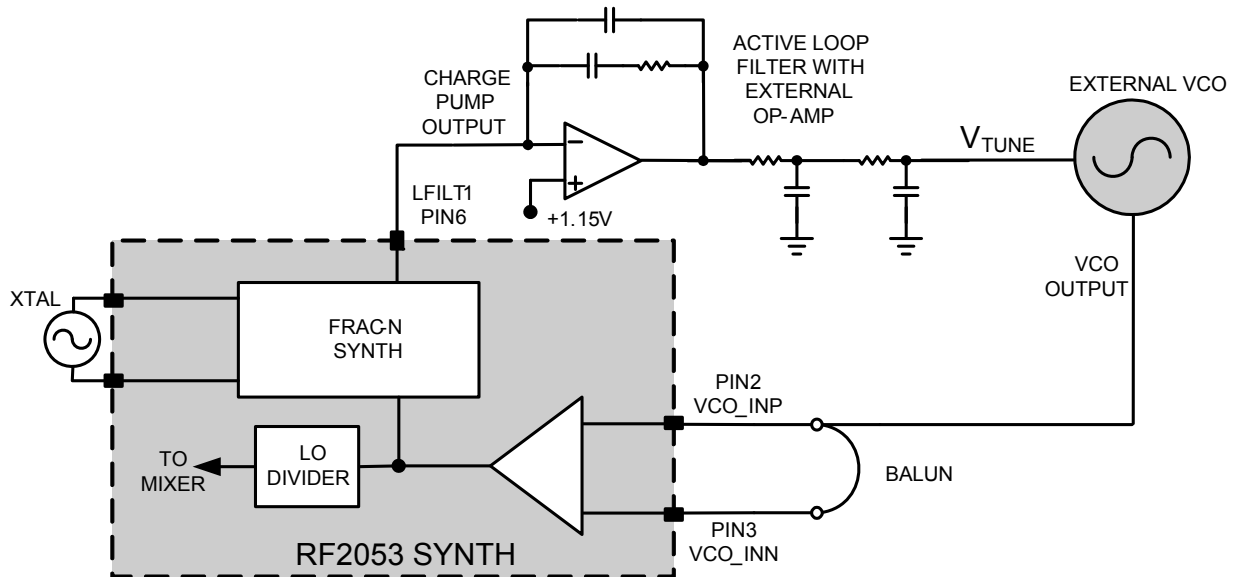 ACTIVE LOOP
FILTER WITH
EXTERNAL
OP-AMP
CHARGE
PUMP
OUTPUT
EXTERNAL VCO
VTUNE
−
+
+1.15V
LFILT1
PIN6
XTAL
FRAC-N
SYNTH
VCO
OUTPUT
PIN2
VCO_INP
TO
MIXER
LO
DIVIDER
BALUN
PIN3
VCO_INN
RF2053 SYNTH